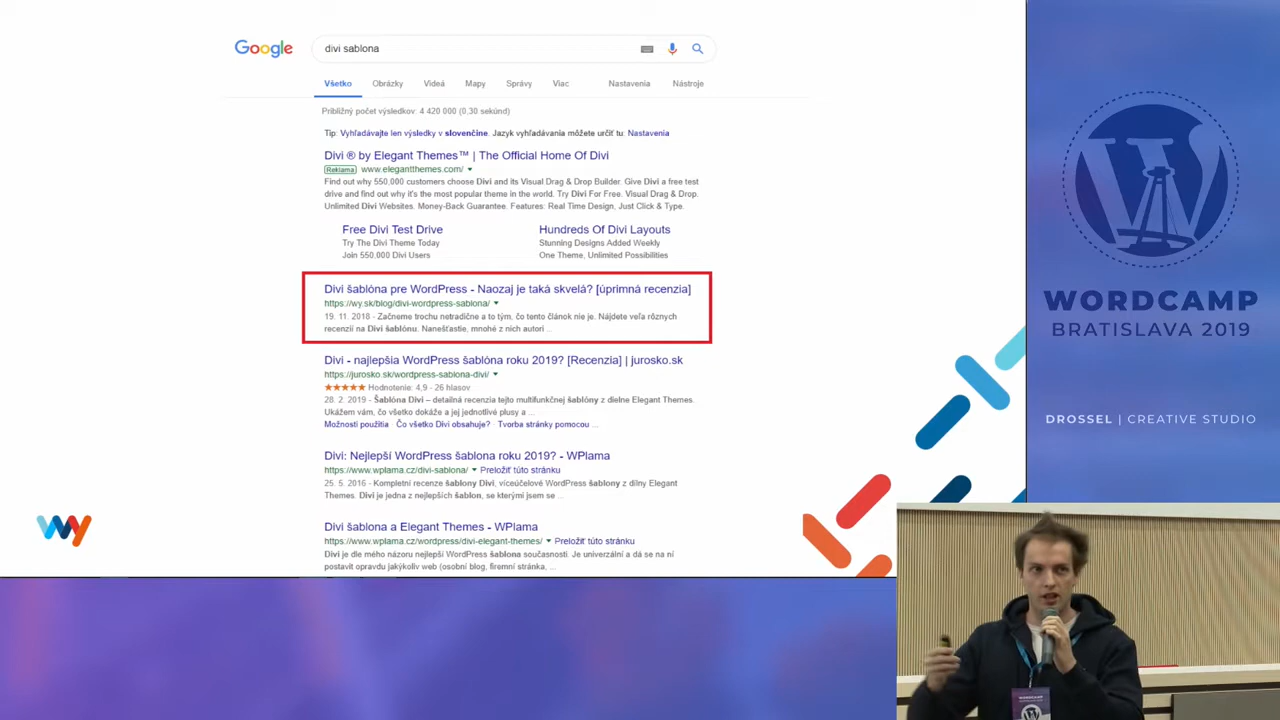 Google
divi sablona
Všetko Obrázky Videá Mapy Správy Viac Nastavenia Nástroje
Približný počet výsledkov: 4 420 000 (0,30 sekúnd)
Tip: Vyhľadávajte len výsledky v slovenčine. Jazyk vyhľadávania môžete určiť tu: Nastavenia
Divi ® by Elegant Themes™ | The Official Home Of Divi
Reklama www.elegantthemes.com/
Find out why 550,000 customers choose Divi and its Visual Drag & Drop Builder. Give Divi a free test
drive and find out why it's the most popular theme in the world. Try Divi For Free, Visual Drag & Drop.
Unlimited Divi Websites. Money-Back Guarantee. Features: Real Time Design, Just Click & Type.
Free Divi Test Drive
Try The Divi Theme Today
Join 550,000 Divi Users
Hundreds Of Divi Layouts
Stunning Designs Added Weekly
One Theme, Unlimited Possibilities
Divi šablóna pre WordPress - Naozaj je taká skvelá? [úprimná recenzia]
https://wy.sk/blog/divi-wordpress-sablona/
19. 11. 2018 - Začneme trochu netradične a to tým, čo tento článok nie je. Nájdete veľa rôznych
recenzií na Divi šablónu. Nanešťastie, mnohé z nich autori ...
Divi - najlepšia WordPress šablóna roku 2019? [Recenzia] | jurosko.sk
https://jurosko.sk/wordpress-sablona-divi/
Hodnotenie: 4,9 - 26 hlasov
28. 2. 2019 - Šablóna Divi – detailná recenzia tejto multifunkčnej šablóny z dielne Elegant Themes.
Ukážem vám, čo všetko dokáže a jej jednotlivé plusy a ...
Možnosti použitia · Čo všetko Divi obsahuje? · Tvorba stránky pomocou ...
Divi: Nejlepší WordPress šablona roku 2019? - WPlama
https://www.wplama.cz/divi-sablona/ Preložiť túto stránku
25. 5. 2016 - Kompletní recenze šablony Divi, víceúčelové WordPress šablony z dílny Elegant
Themes. Divi je jedna z nejlepších šablon, se kterými jsem se ...
Divi šablona a Elegant Themes - WPlama
https://www.wplama.cz/wordpress/divi-elegant-themes/ Preložiť túto stránku
Divi je dle mého názoru nejlepší WordPress šablona současnosti. Je univerzální a dá se na ní
postavit opravdu jakýkoliv web (osobní blog, firemní stránka, ...
wy
WORDCAMP
BRATISLAVA 2019
DROSSEL | CREATIVE STUDIO
WORDCAMP